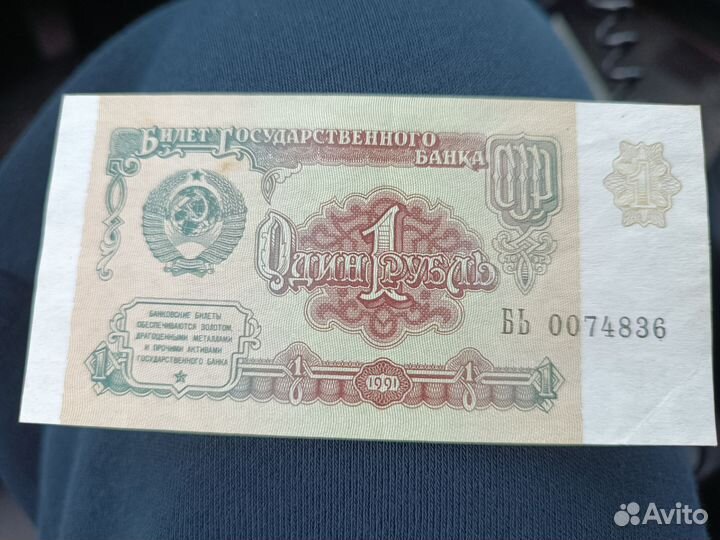 Билет Государственного
Банка
СССР
1
Один 1 рубль
БЬ 0074836
БАНКОВСКИЕ БИЛЕТЫ
ОБЕСПЕЧИВАЮТСЯ ЗОЛОТОМ,
ДРАГОЦЕННЫМИ МЕТАЛЛАМИ
И ПРОЧИМИ АКТИВАМИ
ГОСУДАРСТВЕННОГО БАНКА
1 1 1991 1 1
Avito